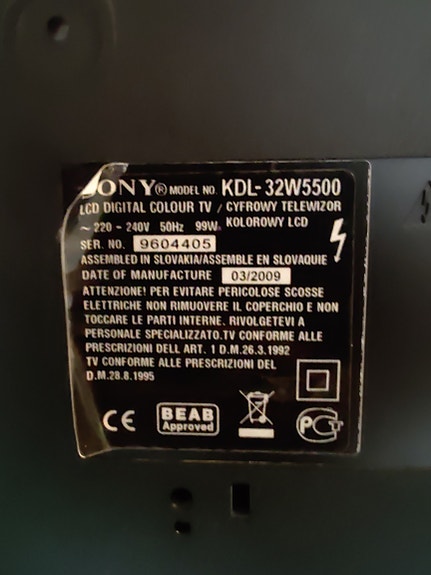 SONY® MODEL NO. KDL-32W5500
LCD DIGITAL COLOUR TV / CYFROWY TELEWIZOR
~ 220 - 240V 50Hz 99W KOLOROWY LCD
SER. NO. 9604405
ASSEMBLED IN SLOVAKIA/ASSEMBLE EN SLOVAQUIE
DATE OF MANUFACTURE 03/2009
ATTENZIONE! PER EVITARE PERICOLOSE SCOSSE
ELETTRICHE NON RIMUOVERE IL COPERCHIO E NON
TOCCARE LE PARTI INTERNE. RIVOLGETEVI A
PERSONALE SPECIALIZZATO.TV CONFORME ALLE
PRESCRIZIONI DELL ART. 1 D.M.26.3.1992
TV CONFORME ALLE PRESCRIZIONI DEL
D.M.28.8.1995
CE
BEAB
Approved
PCT